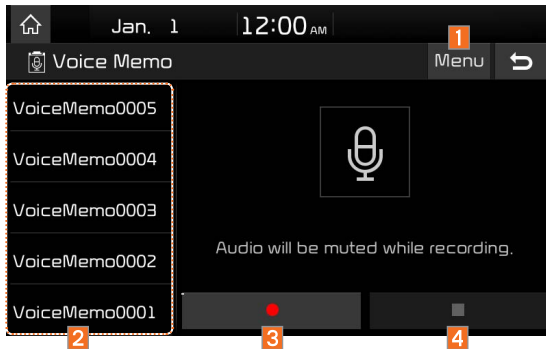 Jan. 1 12:00 AM
1
Voice Memo Menu
VoiceMemo0005
VoiceMemo0004
VoiceMemo0003
Audio will be muted while recording.
VoiceMemo0002
VoiceMemo0001
2 3 4